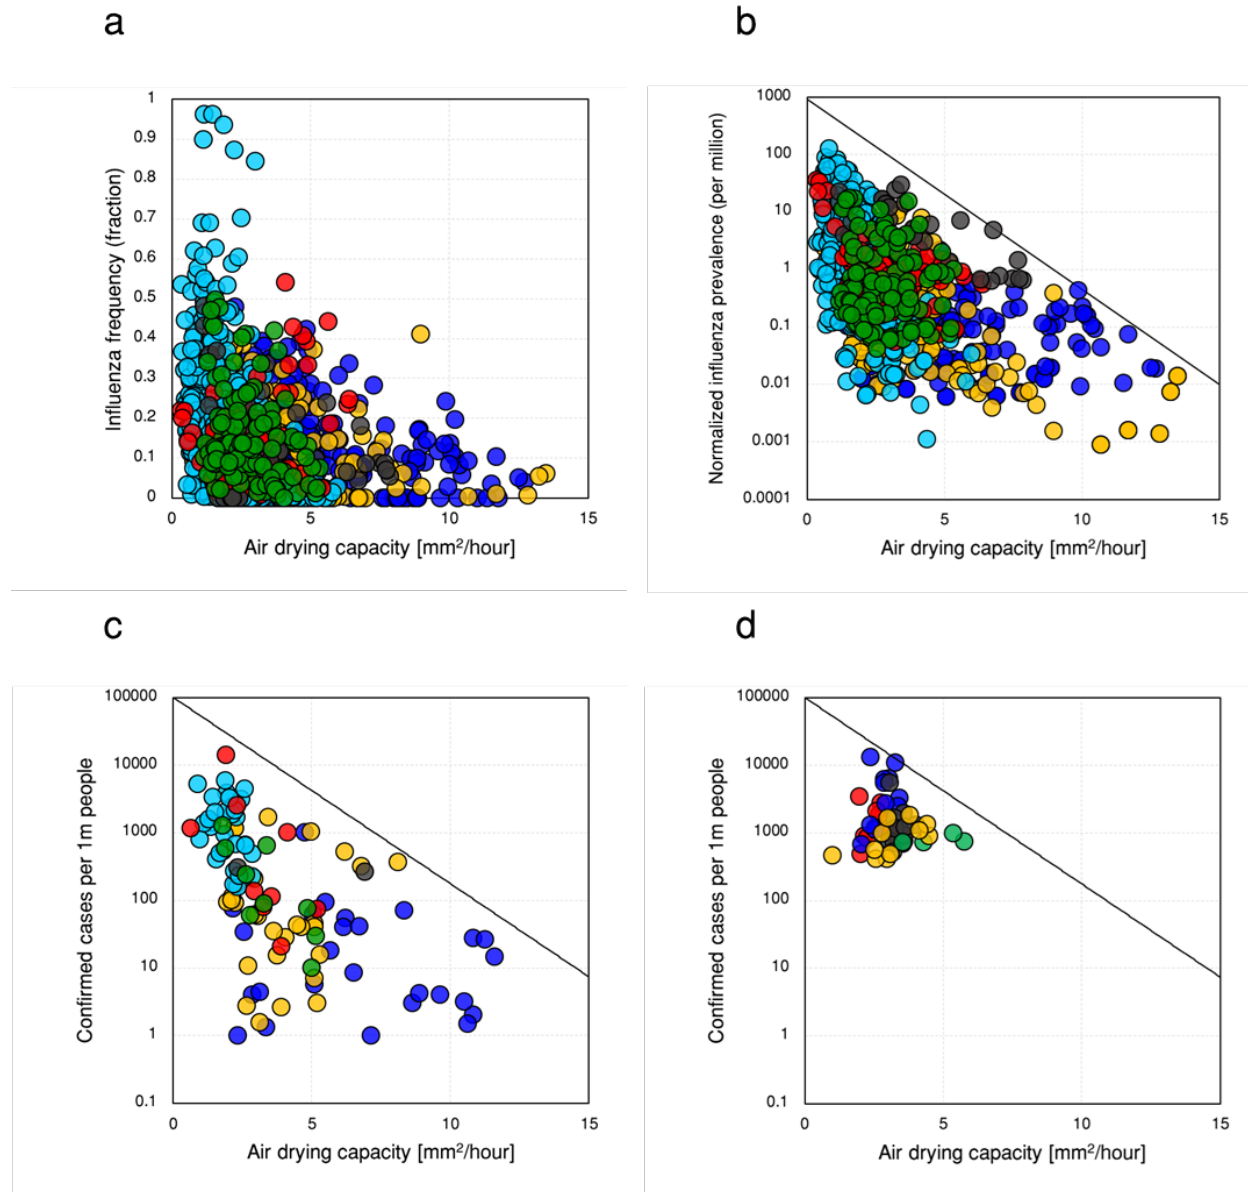 a
1
0.9
0.8
0.7
0.6
0.5
0.4
0.3
0.2
0.1
0
Influenza frequency (fraction)
0 5 10 15
Air drying capacity [mm²/hour]
b
1000
100
10
1
0.1
0.01
0.001
0.0001
Normalized influenza prevalence (per million)
0 5 10 15
Air drying capacity [mm²/hour]
c
100000
10000
1000
100
10
1
0.1
Confirmed cases per 1m people
0 5 10 15
Air drying capacity [mm²/hour]
d
100000
10000
1000
100
10
1
0.1
Confirmed cases per 1m people
0 5 10 15
Air drying capacity [mm²/hour]